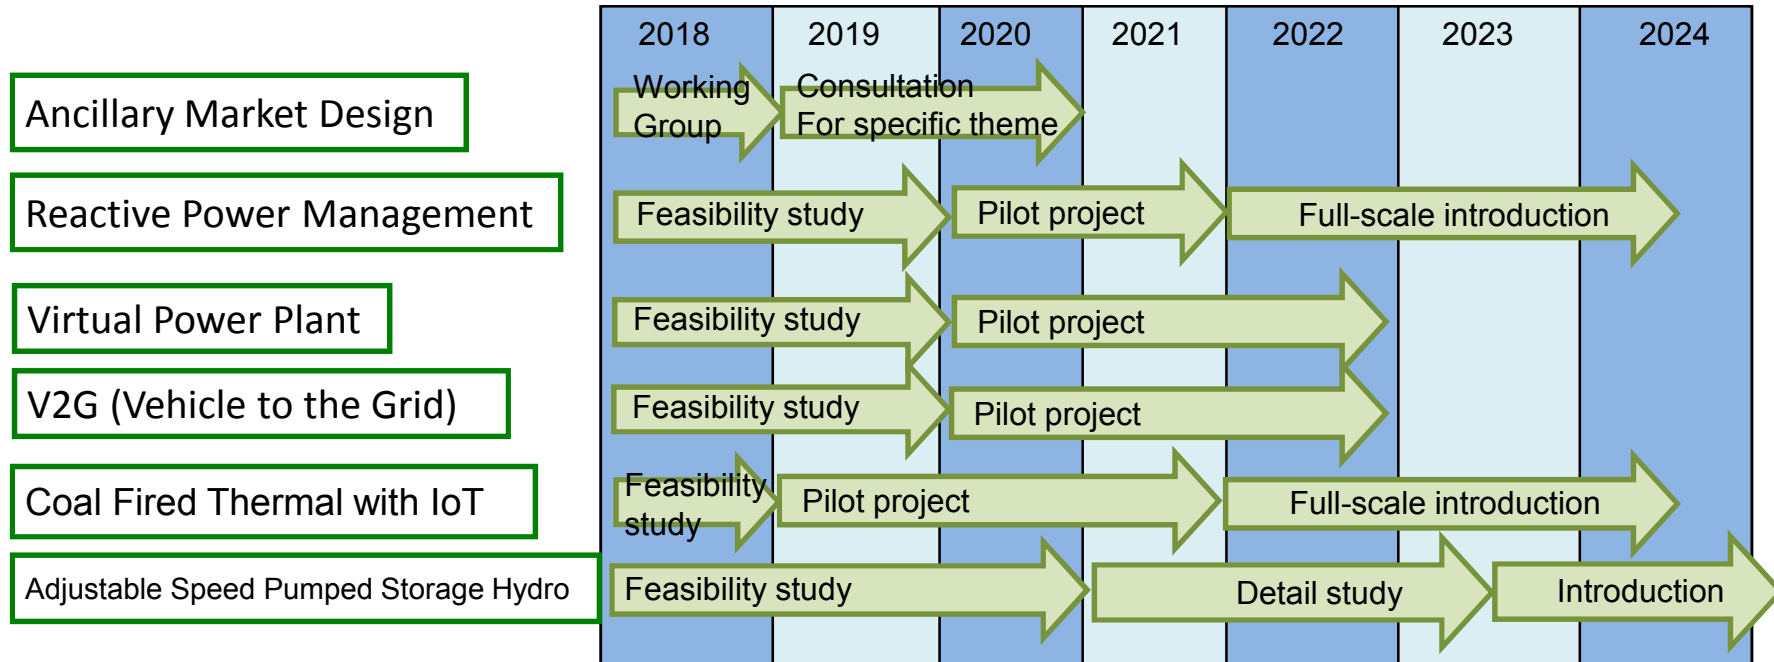 2018 2019 2020 2021 2022 2023 2024
Ancillary Market Design
Working
Group
Consultation
For specific theme
Reactive Power Management
Feasibility study
Pilot project
Full-scale introduction
Virtual Power Plant
Feasibility study
Pilot project
V2G (Vehicle to the Grid)
Feasibility study
Pilot project
Coal Fired Thermal with IoT
Feasibility
study
Pilot project
Full-scale introduction
Adjustable Speed Pumped Storage Hydro
Feasibility study
Detail study
Introduction